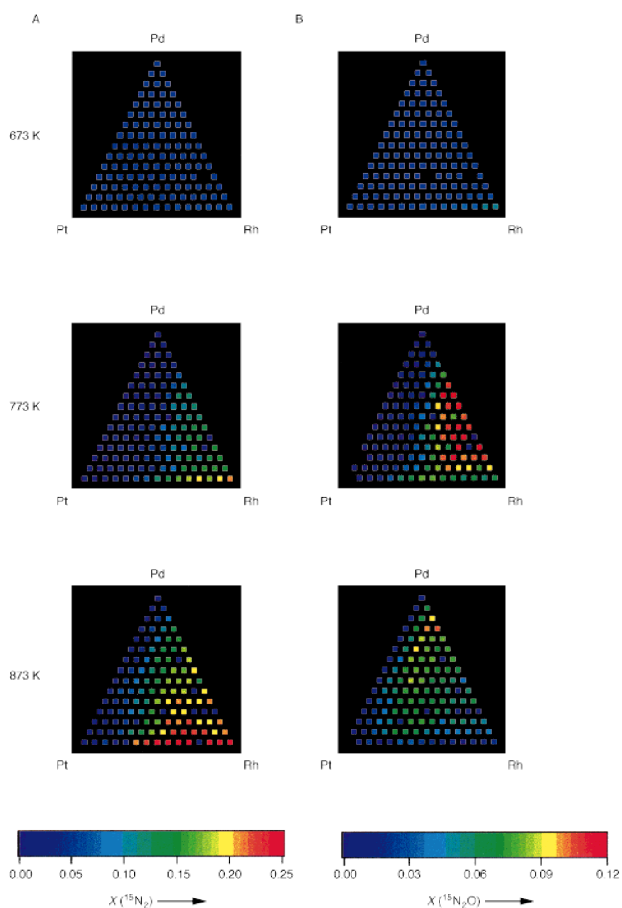 A B
Pd Pd
673 K
Pt Rh Pt Rh
Pd Pd
773 K
Pt Rh Pt Rh
Pd Pd
873 K
Pt Rh Pt Rh
0.00 0.05 0.10 0.15 0.20 0.25 0.00 0.03 0.06 0.09 0.12
X (¹⁵N₂) ⟶ X (¹⁵N₂O) ⟶